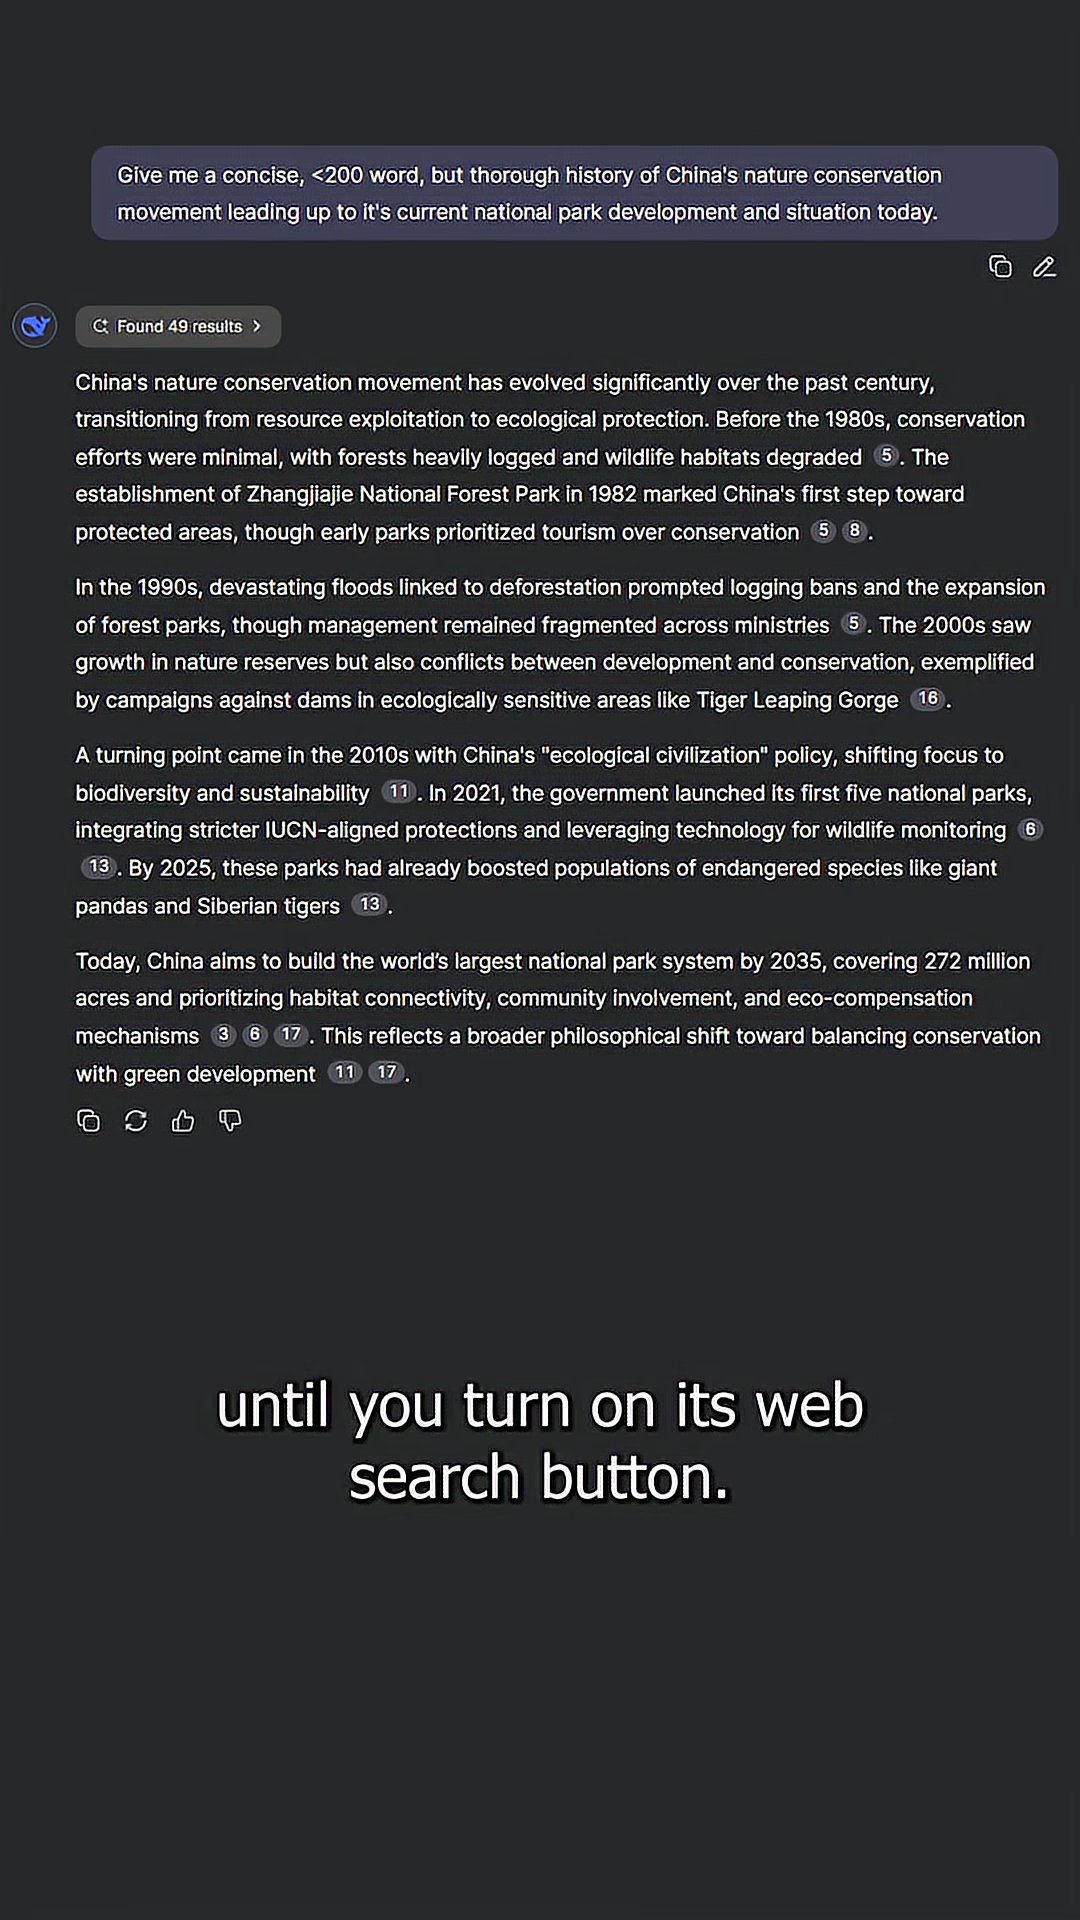 Give me a concise, <200 word, but thorough history of China's nature conservation
movement leading up to it's current national park development and situation today.
Found 49 results >
China's nature conservation movement has evolved significantly over the past century,
transitioning from resource exploitation to ecological protection. Before the 1980s, conservation
efforts were minimal, with forests heavily logged and wildlife habitats degraded 5. The
establishment of Zhangjiajie National Forest Park in 1982 marked China's first step toward
protected areas, though early parks prioritized tourism over conservation 5 8.
In the 1990s, devastating floods linked to deforestation prompted logging bans and the expansion
of forest parks, though management remained fragmented across ministries 5. The 2000s saw
growth in nature reserves but also conflicts between development and conservation, exemplified
by campaigns against dams in ecologically sensitive areas like Tiger Leaping Gorge 16.
A turning point came in the 2010s with China's "ecological civilization" policy, shifting focus to
biodiversity and sustainability 11. In 2021, the government launched its first five national parks,
integrating stricter IUCN-aligned protections and leveraging technology for wildlife monitoring 6
13. By 2025, these parks had already boosted populations of endangered species like giant
pandas and Siberian tigers 13.
Today, China aims to build the world’s largest national park system by 2035, covering 272 million
acres and prioritizing habitat connectivity, community involvement, and eco-compensation
mechanisms 3 6 17. This reflects a broader philosophical shift toward balancing conservation
with green development 11 17.
until you turn on its web
search button.